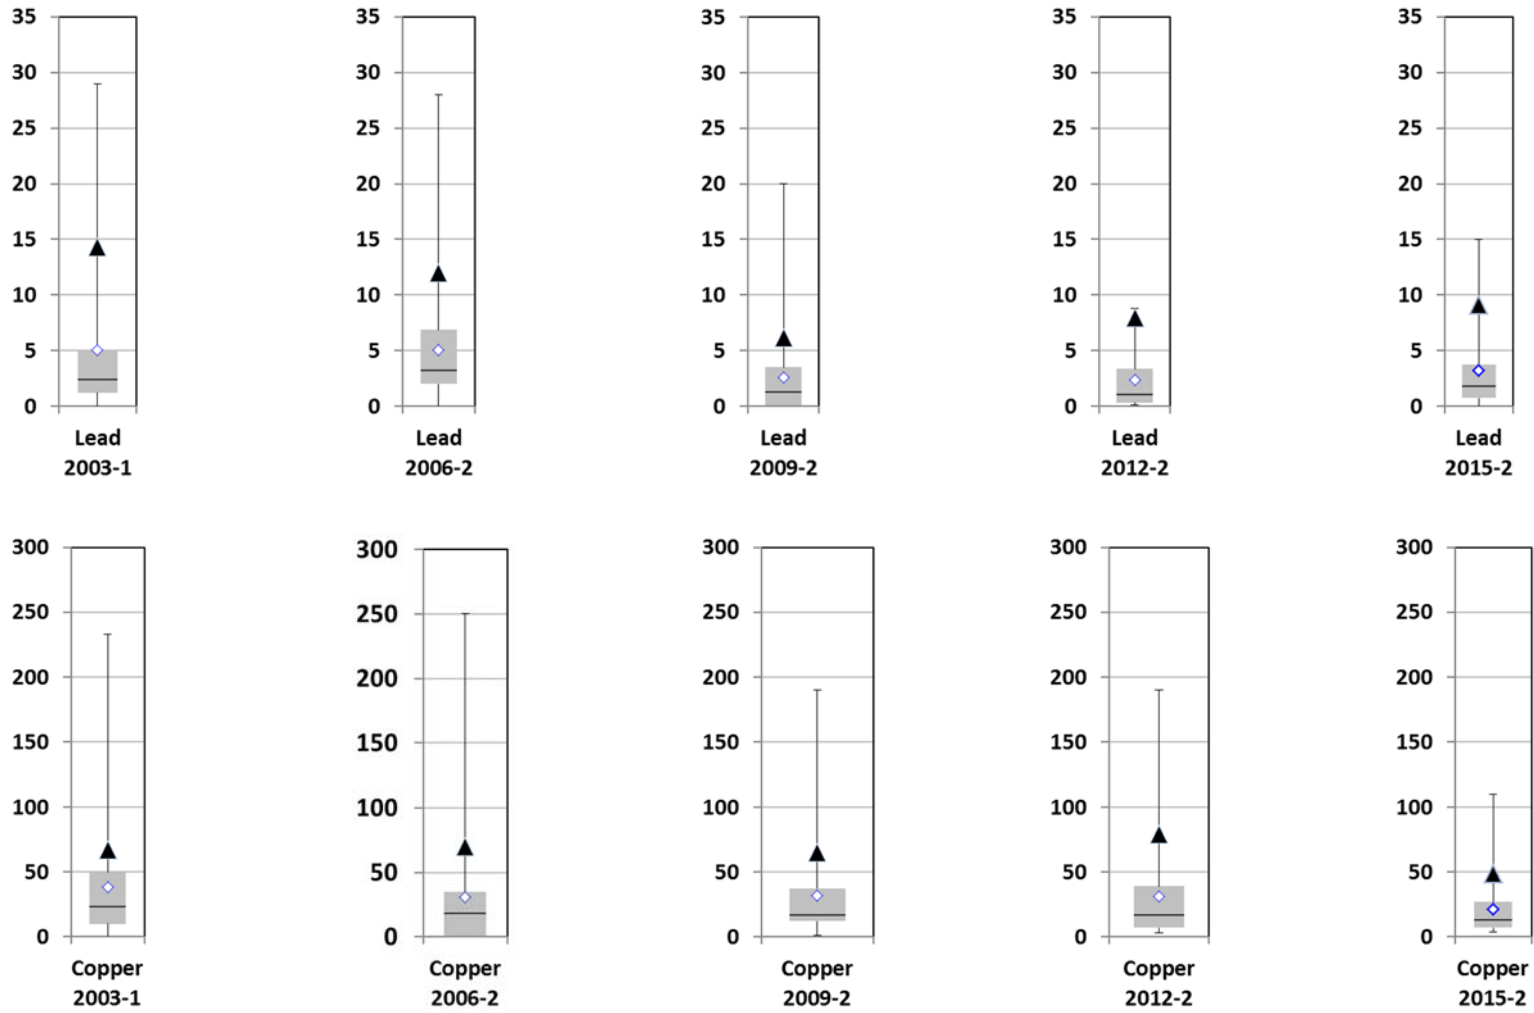 35 35 35 35 35
30 30 30 30 30
25 25 25 25 25
20 20 20 20 20
15 15 15 15 15
10 10 10 10 10
5 5 5 5 5
0 0 0 0 0
Lead Lead Lead Lead Lead
2003-1 2006-2 2009-2 2012-2 2015-2
300 300 300 300 300
250 250 250 250 250
200 200 200 200 200
150 150 150 150 150
100 100 100 100 100
50 50 50 50 50
0 0 0 0 0
Copper Copper Copper Copper Copper
2003-1 2006-2 2009-2 2012-2 2015-2